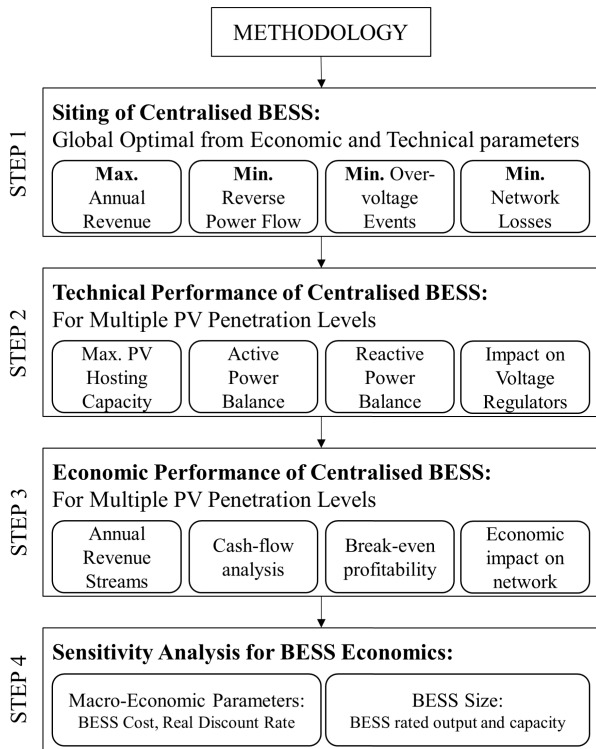 METHODOLOGY
STEP 1
Siting of Centralised BESS:
Global Optimal from Economic and Technical parameters
Max.
Annual
Revenue
Min.
Reverse
Power Flow
Min. Over-
voltage
Events
Min.
Network
Losses
STEP 2
Technical Performance of Centralised BESS:
For Multiple PV Penetration Levels
Max. PV
Hosting
Capacity
Active
Power
Balance
Reactive
Power
Balance
Impact on
Voltage
Regulators
STEP 3
Economic Performance of Centralised BESS:
For Multiple PV Penetration Levels
Annual
Revenue
Streams
Cash-flow
analysis
Break-even
profitability
Economic
impact on
network
STEP 4
Sensitivity Analysis for BESS Economics:
Macro-Economic Parameters:
BESS Cost, Real Discount Rate
BESS Size:
BESS rated output and capacity